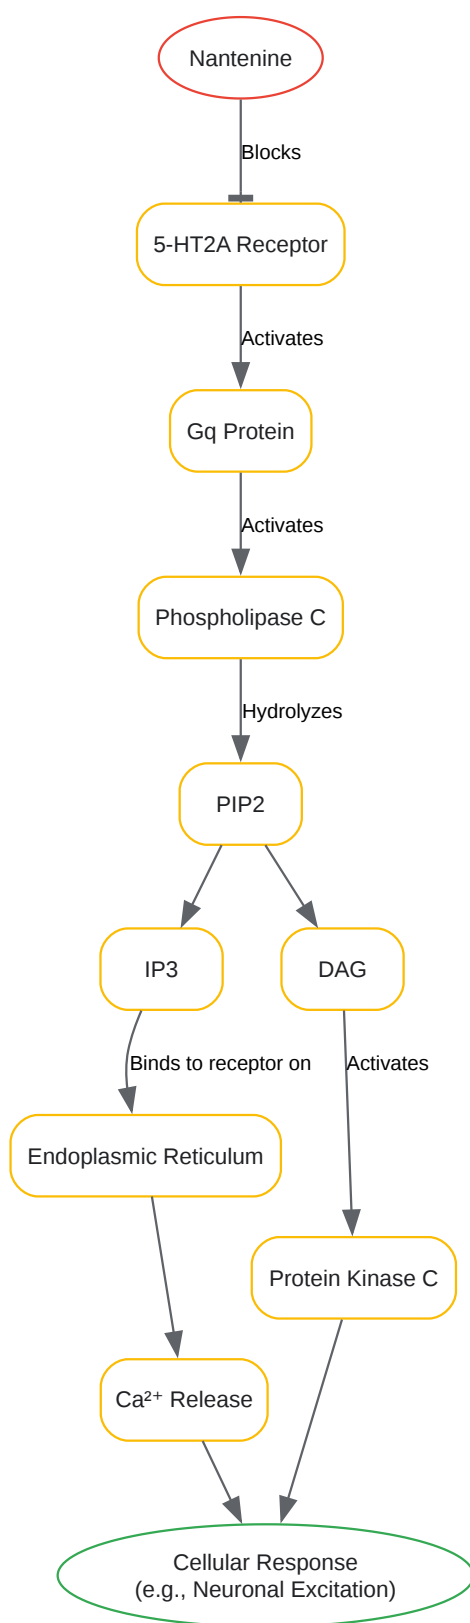 Nantenine
Blocks
5-HT2A Receptor
Activates
Gq Protein
Activates
Phospholipase C
Hydrolyzes
PIP2
IP3
DAG
Binds to receptor on
Activates
Endoplasmic Reticulum
Protein Kinase C
Ca²⁺ Release
Cellular Response
(e.g., Neuronal Excitation)